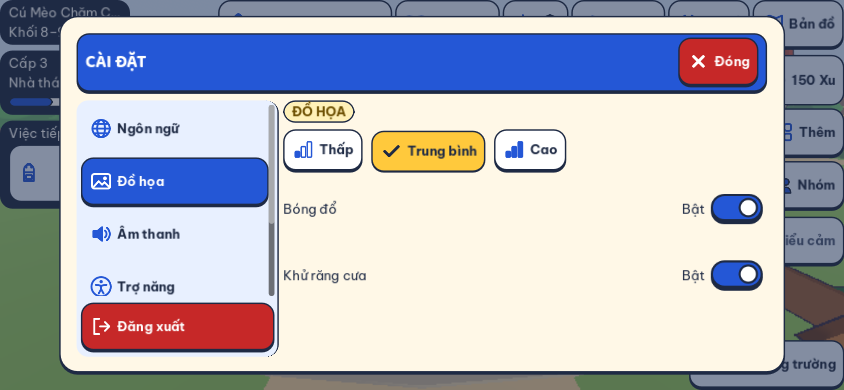 Cú Mèo Chăm C
Khối 8-
Cấp 3
Nhà thá
Việc tiếp
CÀI ĐẶT
Đóng
Bản đồ
150 Xu
Thêm
Nhóm
iểu cảm
g trường
Ngôn ngữ
Đồ họa
Âm thanh
Trợ năng
Đăng xuất
ĐỒ HỌA
Thấp
Trung bình
Cao
Bóng đổ
Bật
Khử răng cưa
Bật